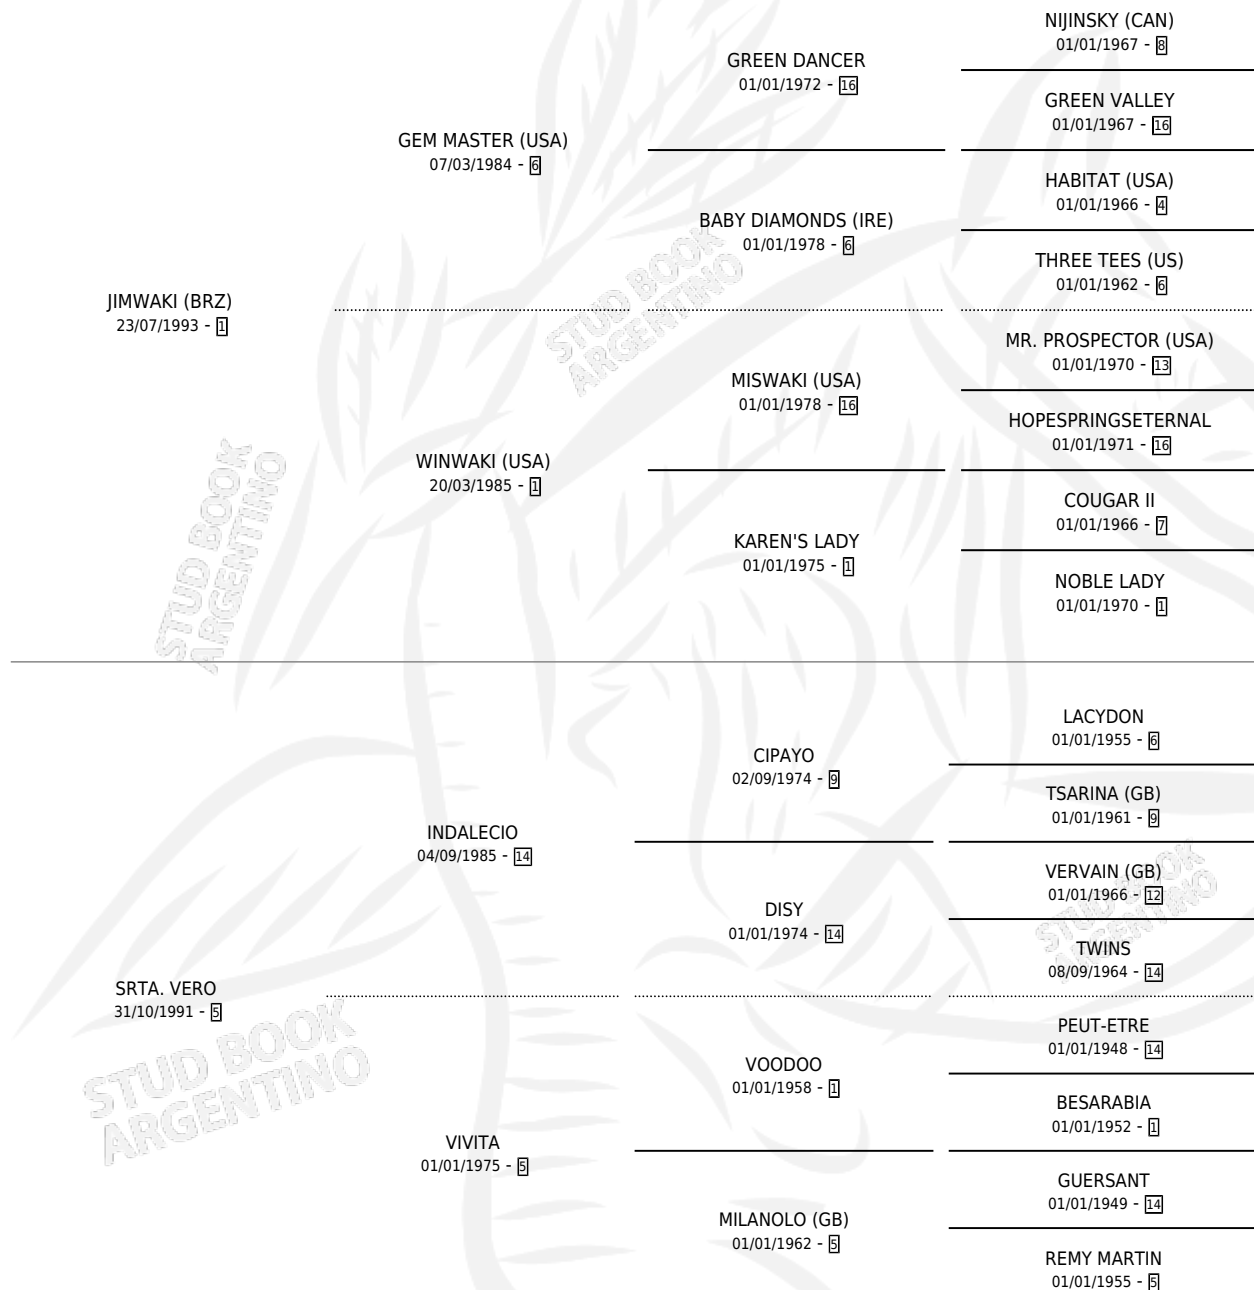 NIJINSKY (CAN)
01/01/1967 - 8
GREEN DANCER
01/01/1972 - 16
GREEN VALLEY
01/01/1967 - 16
GEM MASTER (USA)
07/03/1984 - 6
HABITAT (USA)
01/01/1966 - 4
BABY DIAMONDS (IRE)
01/01/1978 - 6
THREE TEES (US)
01/01/1962 - 6
JIMWAKI (BRZ)
23/07/1993 - 1
STUD BOOK
ARGENTINO
MR. PROSPECTOR (USA)
01/01/1970 - 13
MISWAKI (USA)
01/01/1978 - 16
HOPESPRINGSETERNAL
01/01/1971 - 16
WINWAKI (USA)
20/03/1985 - 1
COUGAR II
01/01/1966 - 7
KAREN'S LADY
01/01/1975 - 1
NOBLE LADY
01/01/1970 - 1
STUD BOOK
ARGENTINO
LACYDON
01/01/1955 - 6
CIPAYO
02/09/1974 - 9
TSARINA (GB)
01/01/1961 - 9
INDALECIO
04/09/1985 - 14
VERVAIN (GB)
01/01/1966 - 12
DISY
01/01/1974 - 14
STUD BOOK
ARGENTINO
TWINS
08/09/1964 - 14
SRTA. VERO
31/10/1991 - 5
STUD BOOK
ARGENTINO
PEUT-ETRE
01/01/1948 - 14
VOODOO
01/01/1958 - 1
BESARABIA
01/01/1952 - 1
VIVITA
01/01/1975 - 5
GUERSANT
01/01/1949 - 14
MILANOLO (GB)
01/01/1962 - 5
REMY MARTIN
01/01/1955 - 5